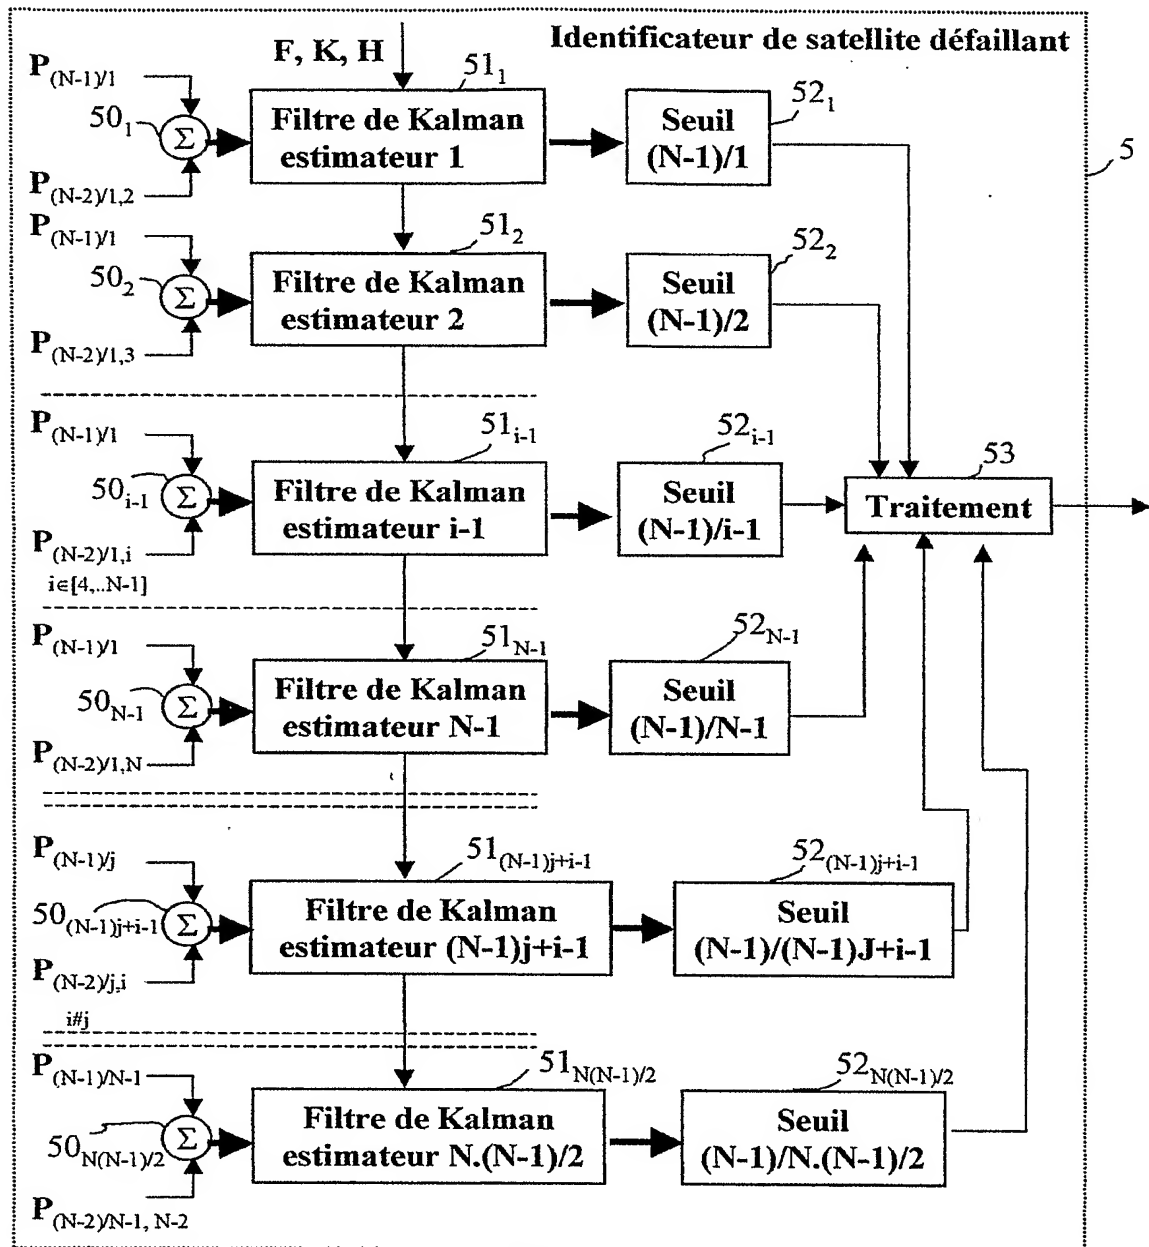 Identificateur de satellite défaillant
F, K, H
5
P(N-1)/1
50₁
Σ
P(N-2)/1,2
51₁
Filtre de Kalman
estimateur 1
52₁
Seuil
(N-1)/1
P(N-1)/1
50₂
Σ
P(N-2)/1,3
51₂
Filtre de Kalman
estimateur 2
52₂
Seuil
(N-1)/2
P(N-1)/1
50i-1
Σ
P(N-2)/1,i
i∈[4,..N-1]
51i-1
Filtre de Kalman
estimateur i-1
52i-1
Seuil
(N-1)/i-1
53
Traitement
P(N-1)/1
50N-1
Σ
P(N-2)/1,N
51N-1
Filtre de Kalman
estimateur N-1
52N-1
Seuil
(N-1)/N-1
P(N-1)/j
50(N-1)j+i-1
Σ
P(N-2)/j,i
i#j
51(N-1)j+i-1
Filtre de Kalman
estimateur (N-1)j+i-1
52(N-1)j+i-1
Seuil
(N-1)/(N-1)J+i-1
P(N-1)/N-1
50N(N-1)/2
Σ
P(N-2)/N-1, N-2
51N(N-1)/2
Filtre de Kalman
estimateur N.(N-1)/2
52N(N-1)/2
Seuil
(N-1)/N.(N-1)/2